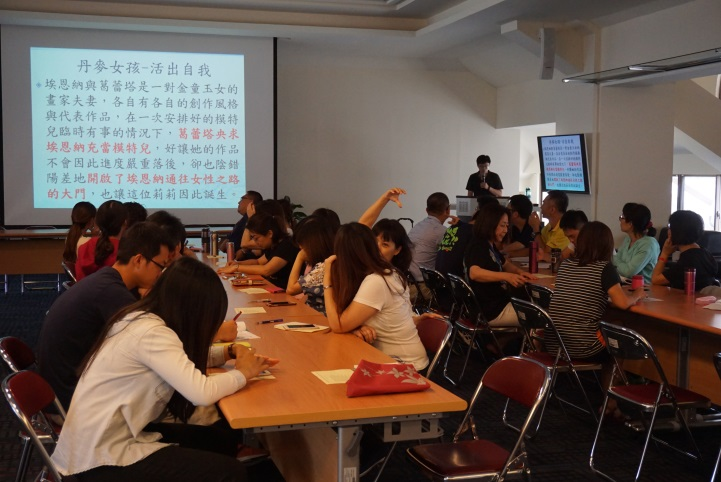 丹麥女孩-活出自我
埃恩納與葛蕾塔是一對金童玉女的
畫家夫妻，各自有各自的創作風格
與代表作品，在一次安排好的模特
兒臨時有事的情況下，葛蕾塔央求
埃恩納充當模特兒，好讓她的作品
不會因此進度嚴重落後，卻也陰錯
陽差地開啟了埃恩納通往女性之路
的大門，也讓這位莉莉因此誕生。